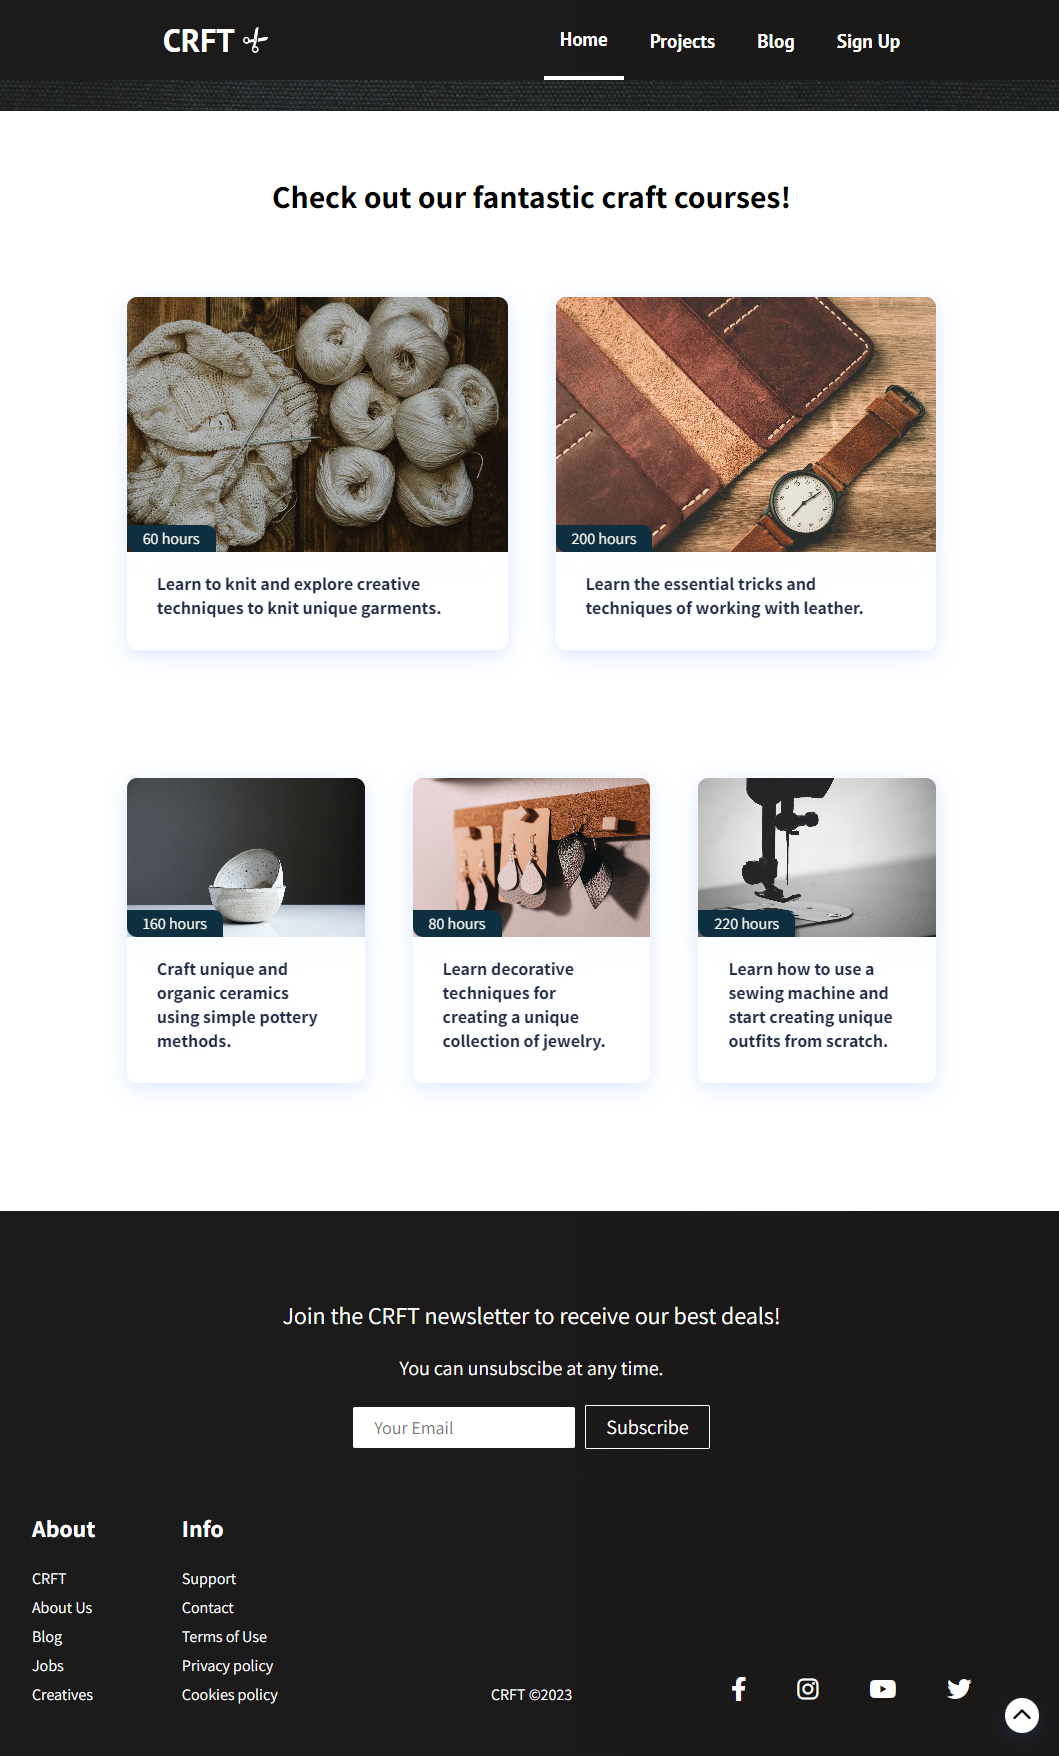 CRFT
Home
Projects
Blog
Sign Up
Check out our fantastic craft courses!
60 hours
Learn to knit and explore creative
techniques to knit unique garments.
200 hours
Learn the essential tricks and
techniques of working with leather.
160 hours
Craft unique and
organic ceramics
using simple pottery
methods.
80 hours
Learn decorative
techniques for
creating a unique
collection of jewelry.
220 hours
Learn how to use a
sewing machine and
start creating unique
outfits from scratch.
Join the CRFT newsletter to receive our best deals!
You can unsubscibe at any time.
Your Email
Subscribe
About
CRFT
About Us
Blog
Jobs
Creatives
Info
Support
Contact
Terms of Use
Privacy policy
Cookies policy
CRFT ©2023